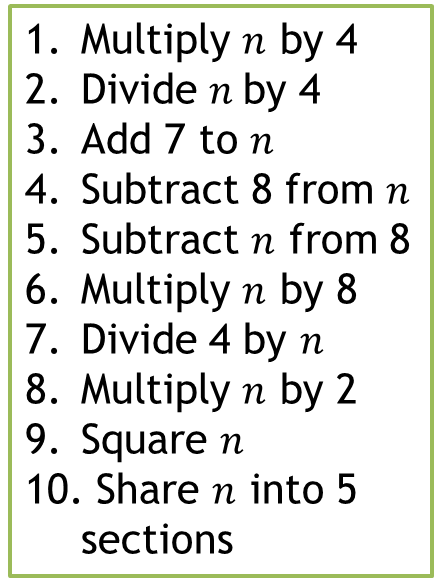 1. Multiply 𝑛 by 4
2. Divide 𝑛 by 4
3. Add 7 to 𝑛
4. Subtract 8 from 𝑛
5. Subtract 𝑛 from 8
6. Multiply 𝑛 by 8
7. Divide 4 by 𝑛
8. Multiply 𝑛 by 2
9. Square 𝑛
10. Share 𝑛 into 5
sections